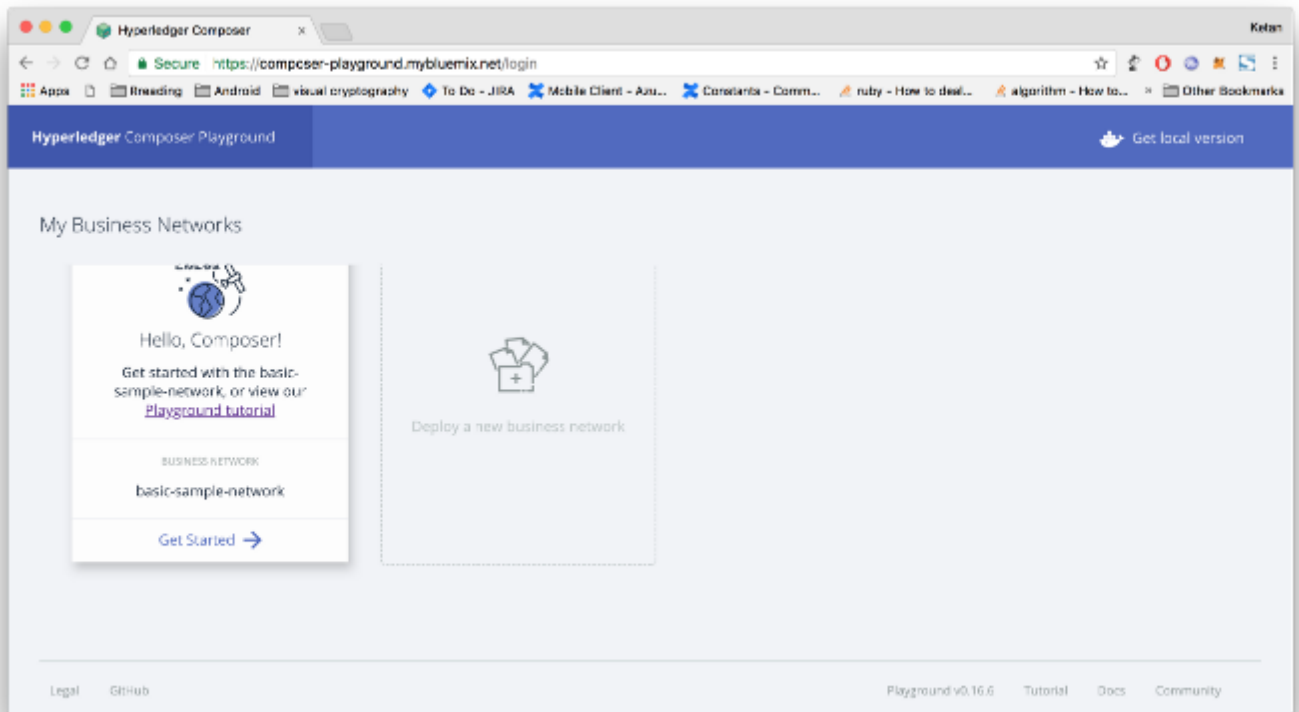 Hyperledger Composer
Ketan
Secure https://composer-playground.mybluemix.net/login
Apps Rreading Android visual cryptography To Do - JIRA Mobile Client - Azu... Constants - Comm... ruby - How to deal... algorithm - How to... » Other Bookmarks
Hyperledger Composer Playground
Get local version
My Business Networks
Hello, Composer!
Get started with the basic-
sample-network, or view our
Playground tutorial
BUSINESS NETWORK
basic-sample-network
Get Started
Deploy a new business network
Legal GitHub Playground v0.16.6 Tutorial Docs Community